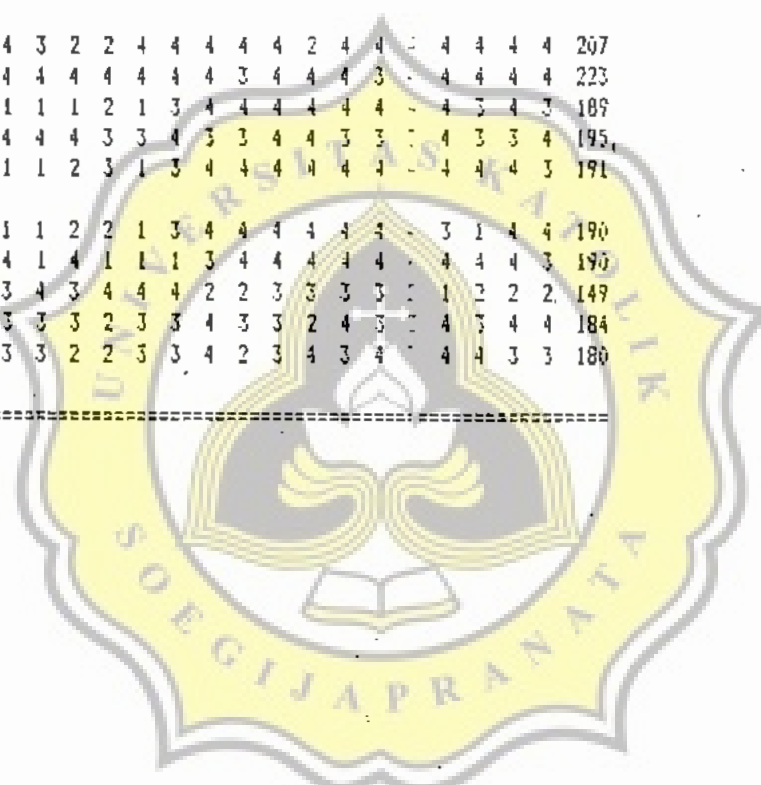 4 3 2 2 4 4 4 4 4 2 4 4 4 4 4 4 207
4 4 4 4 4 4 4 3 4 4 4 3 4 4 4 4 223
1 1 1 2 1 3 4 4 4 4 4 4 4 3 4 3 189
4 4 4 3 3 4 3 3 4 4 3 3 4 3 3 4 195
1 1 2 3 1 3 4 4 4 4 4 4 4 4 4 3 191
1 1 2 2 1 3 4 4 4 4 4 4 3 1 4 4 190
4 1 4 1 1 1 3 4 4 4 4 4 4 4 4 3 190
3 4 3 4 4 4 2 2 3 3 3 3 1 2 2 2 149
3 3 3 2 3 3 4 3 3 2 4 3 4 3 4 4 184
3 3 2 2 3 3 4 2 3 4 3 4 4 4 3 3 180
UNIVERSITAS KATOLIK
SOEGIJAPRANATA